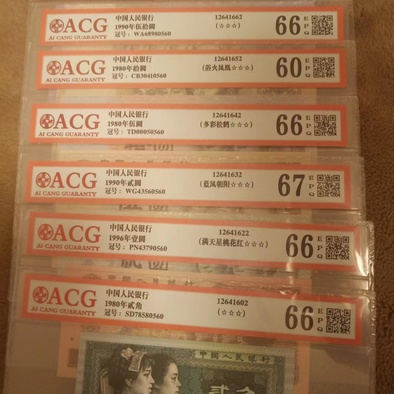 ACG
AI CANG GUARANTY
中国人民银行
1990年伍拾圆
冠号：WA68980560
12641662
(☆☆☆)
66 EPQ
ACG
AI CANG GUARANTY
中国人民银行
1980年拾圆
冠号：CB30410560
12641652
(浴火凤凰☆☆☆)
60 EPQ
ACG
AI CANG GUARANTY
中国人民银行
1980年伍圆
冠号：TD00050560
12641642
(多彩松鹤☆☆☆)
66 EPQ
ACG
AI CANG GUARANTY
中国人民银行
1990年贰圆
冠号：WG43560560
12641632
(蓝凤朝阳☆☆☆)
67 EPQ
ACG
AI CANG GUARANTY
中国人民银行
1996年壹圆
冠号：PN43790560
12641622
(满天星桃花红☆☆☆)
66 EPQ
ACG
AI CANG GUARANTY
中国人民银行
1980年贰角
冠号：SD78580560
12641602
(☆☆☆)
66 EPQ
中国人民银行
贰角